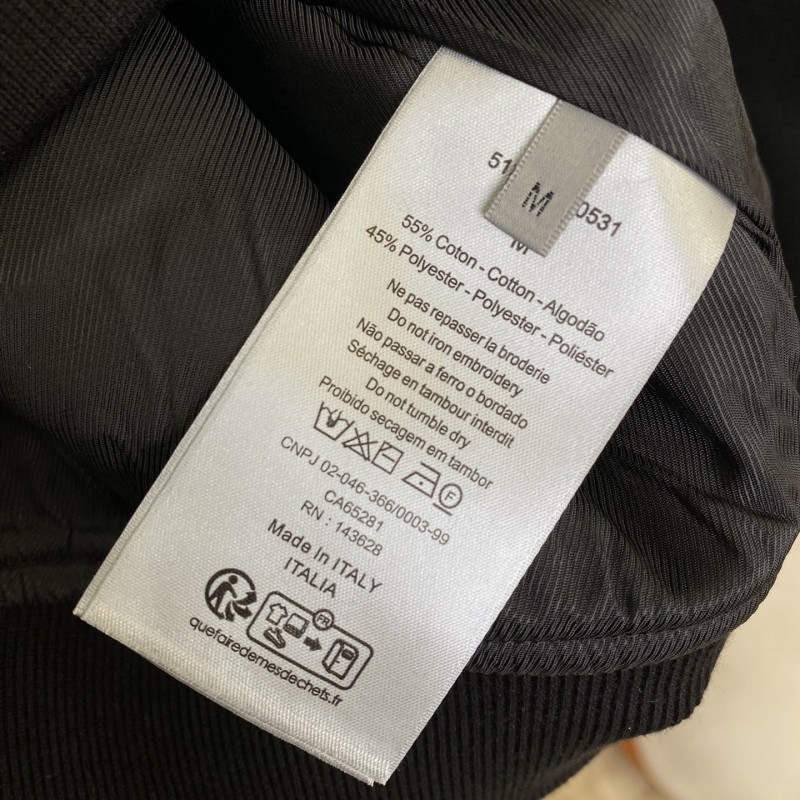 51
0531
M
M
55% Coton - Cotton - Algodão
45% Polyester - Polyester - Poliéster
Ne pas repasser la broderie
Do not iron embroidery
Não passar a ferro o bordado
Séchage en tambour interdit
Do not tumble dry
Proibido secagem em tambor
F
CNPJ 02-046-366/0003-99
CA65281
RN : 143628
Made In ITALY
ITALIA
FR
quefairedemesdechets.fr